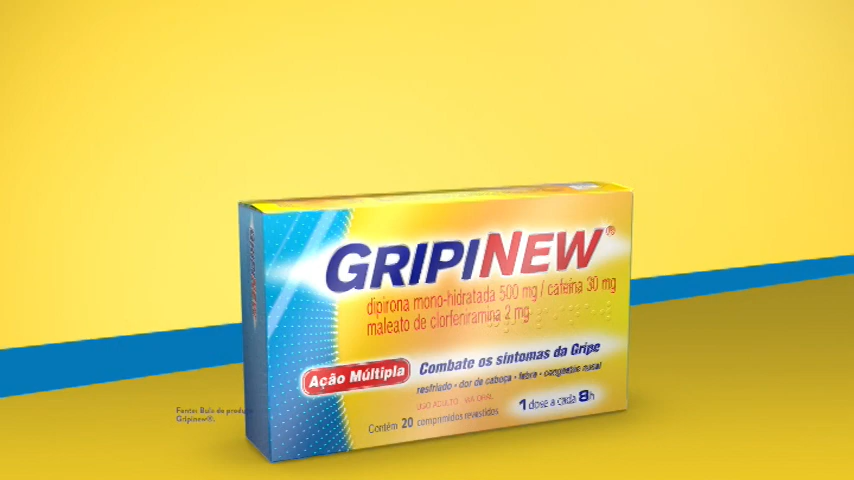 GRIPINEW®
dipirona mono-hidratada 500 mg / cafeína 30 mg
maleato de clorfeniramina 2 mg
Ação Múltipla
Combate os sintomas da Gripe
resfriado • dor de cabeça • febre • congestão nasal
USO ADULTO - VIA ORAL
Contém 20 comprimidos revestidos
1 dose a cada 8h
GRIPINEW
Fonte: Bula do produto
Gripinew®.